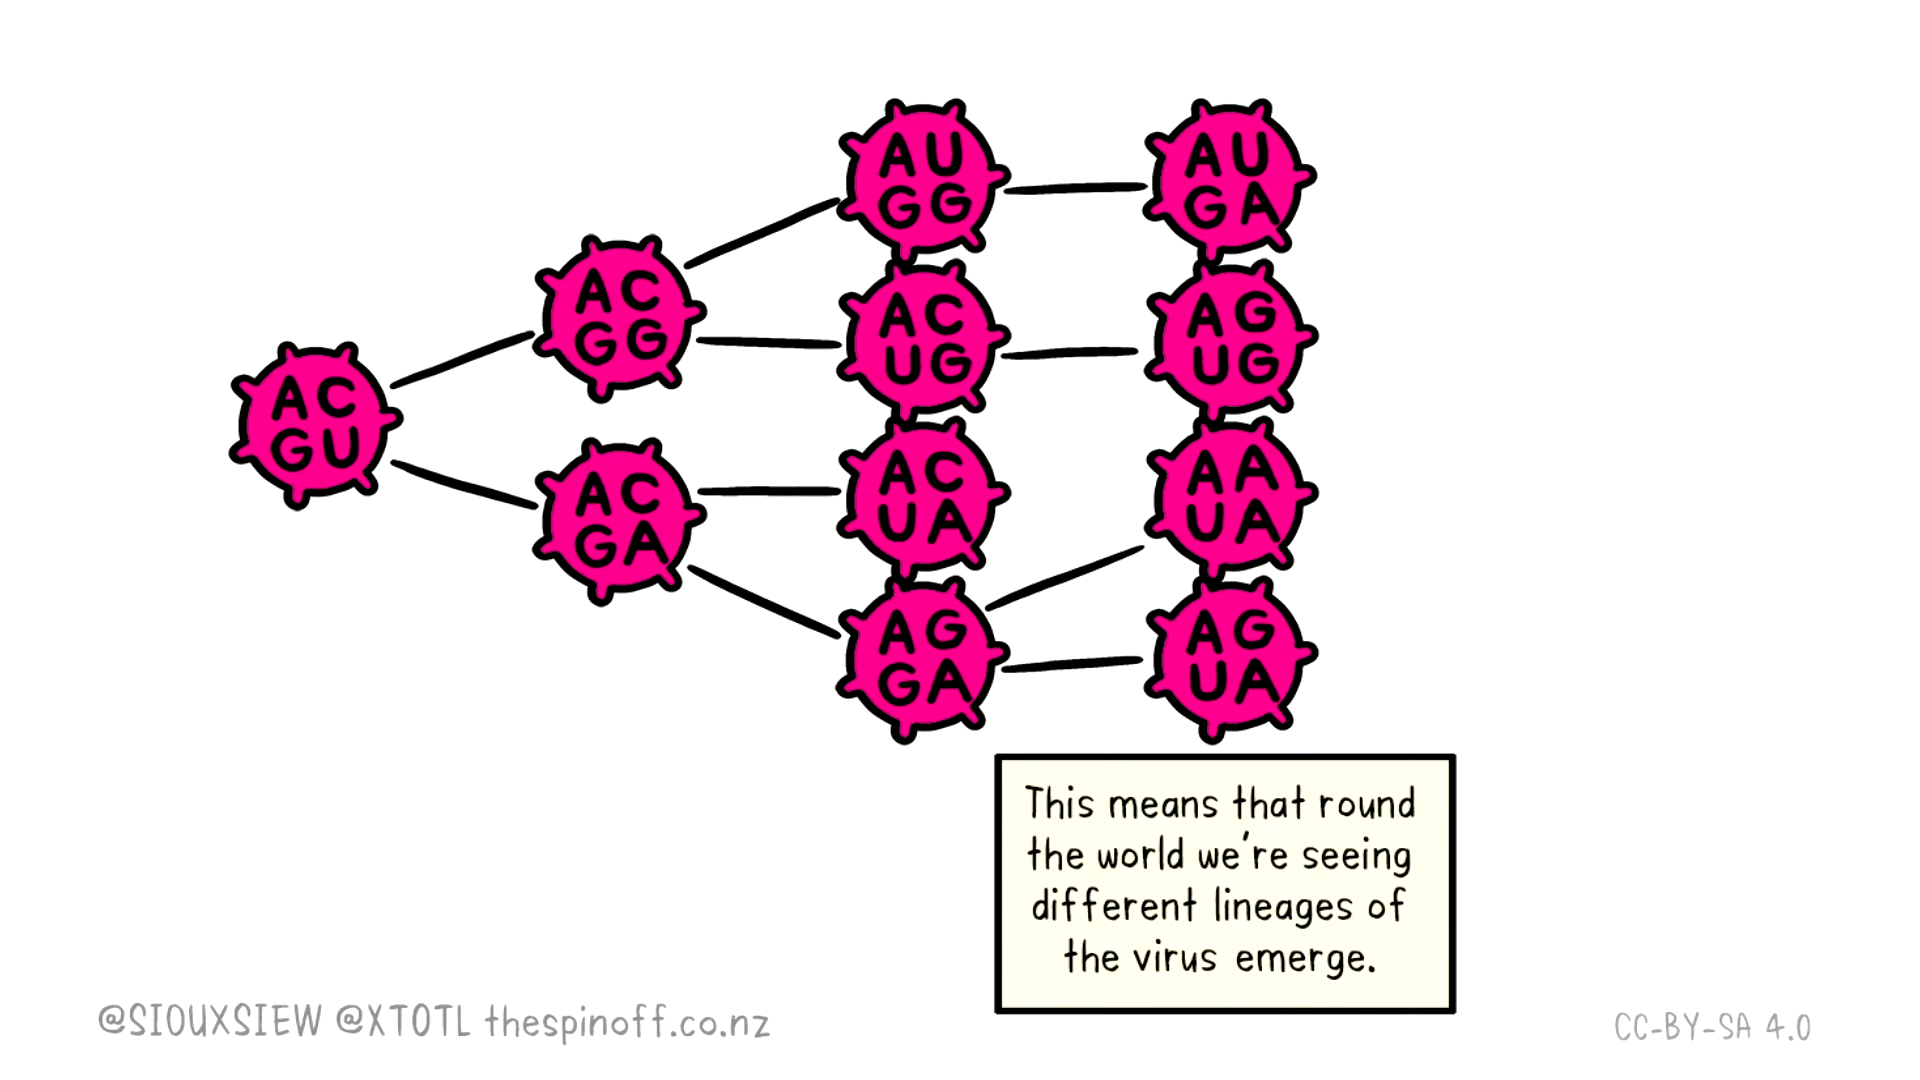 AU
GG
AU
GA
AC
GG
AC
UG
AG
UG
AC
GU
AC
GA
AC
UA
AA
UA
AG
GA
AG
UA
This means that round
the world we're seeing
different lineages of
the virus emerge.
@SIOUXSIEW @XTOTL thespinoff.co.nz
CC-BY-SA 4.0